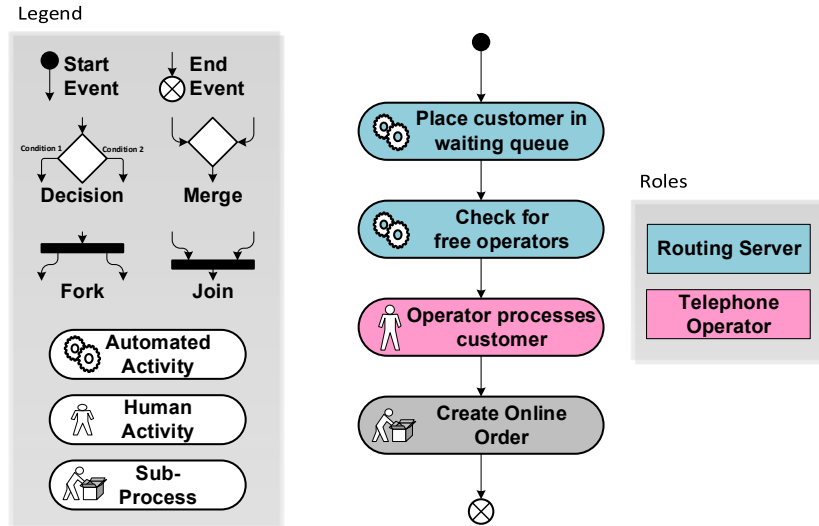 Legend
Start
Event
End
Event
Condition 1
Condition 2
Decision
Merge
Fork
Join
Automated
Activity
Human
Activity
Sub-
Process
Place customer in
waiting queue
Check for
free operators
Operator processes
customer
Create Online
Order
Roles
Routing Server
Telephone
Operator